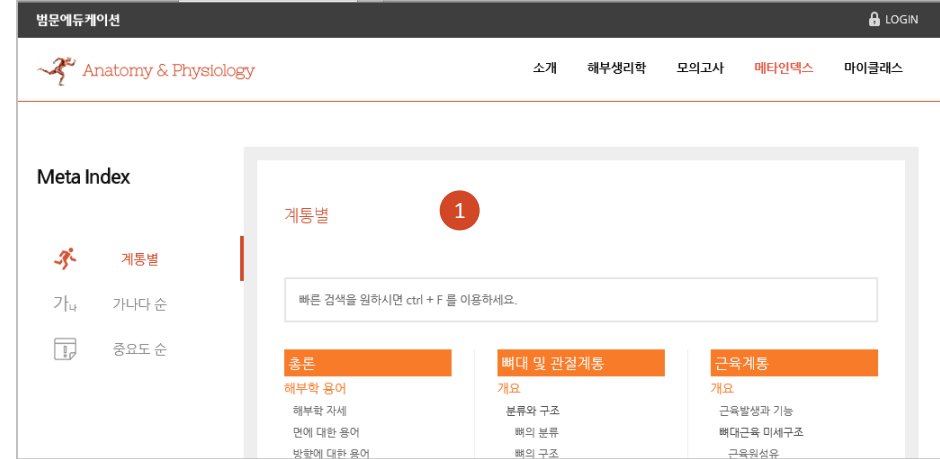 범문에듀케이션 LOGIN
Anatomy & Physiology 소개 해부생리학 모의고사 메타인덱스 마이클래스
Meta Index
계통별 1
계통별
가나 가나다 순
중요도 순
빠른 검색을 원하시면 ctrl + F 를 이용하세요.
총론 뼈대 및 관절계통 근육계통
해부학 용어 개요 개요
해부학 자세 분류와 구조 근육발생과 기능
면에 대한 용어 뼈의 분류 뼈대근육 미세구조
방향에 대한 용어 뼈의 구조 근육원섬유